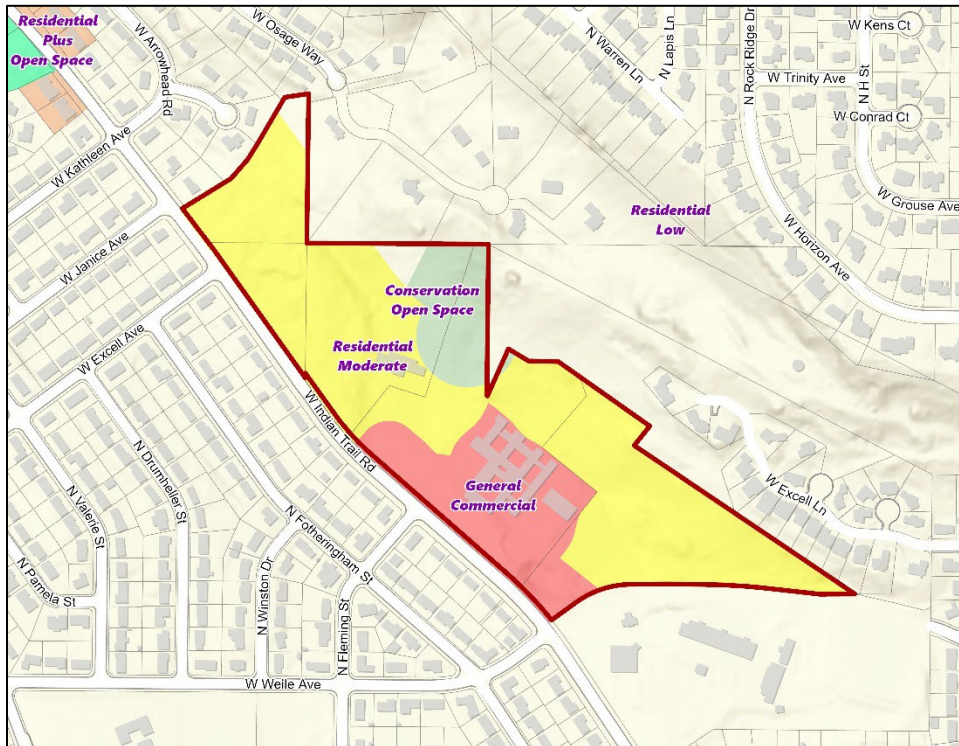 Residential
Plus
Open Space
W Arrowhead Rd
W Osage Way
N Warren Ln
N Lapis Ln
N Rock Ridge Dr
W Kens Ct
W Trinity Ave
N H St
W Conrad Ct
W Grouse Ave
W Kathleen Ave
Residential
Low
W Horizon Ave
W Janice Ave
Conservation
Open Space
W Excell Ave
Residential
Moderate
W Indian Trail Rd
General
Commercial
W Excell Ln
N Drumheller St
N Valerie St
N Fotheringham St
N Pamela St
N Winston Dr
N Fleming St
W Weile Ave